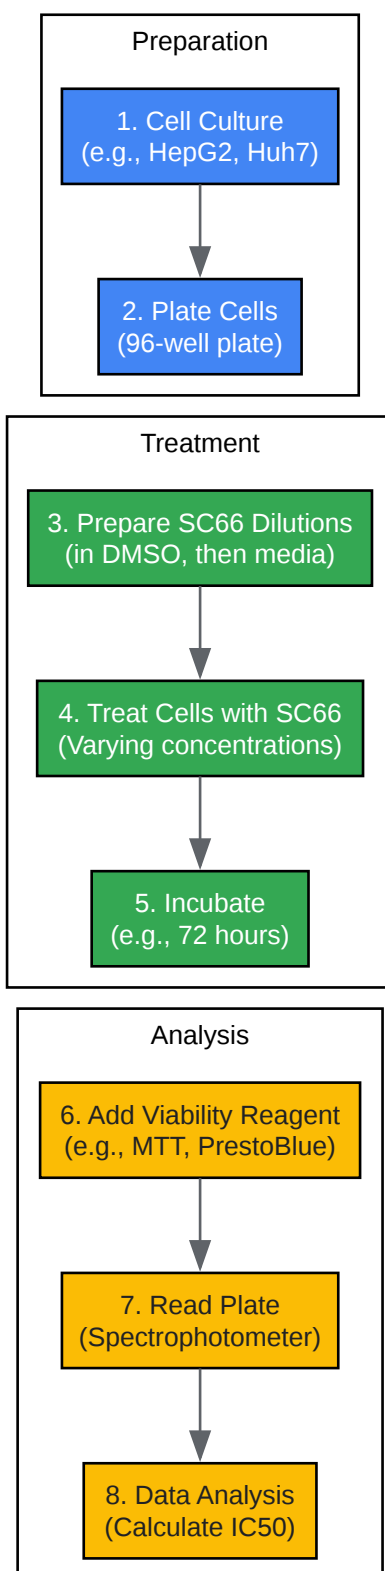 Preparation
1. Cell Culture
(e.g., HepG2, Huh7)
2. Plate Cells
(96-well plate)
Treatment
3. Prepare SC66 Dilutions
(in DMSO, then media)
4. Treat Cells with SC66
(Varying concentrations)
5. Incubate
(e.g., 72 hours)
Analysis
6. Add Viability Reagent
(e.g., MTT, PrestoBlue)
7. Read Plate
(Spectrophotometer)
8. Data Analysis
(Calculate IC50)